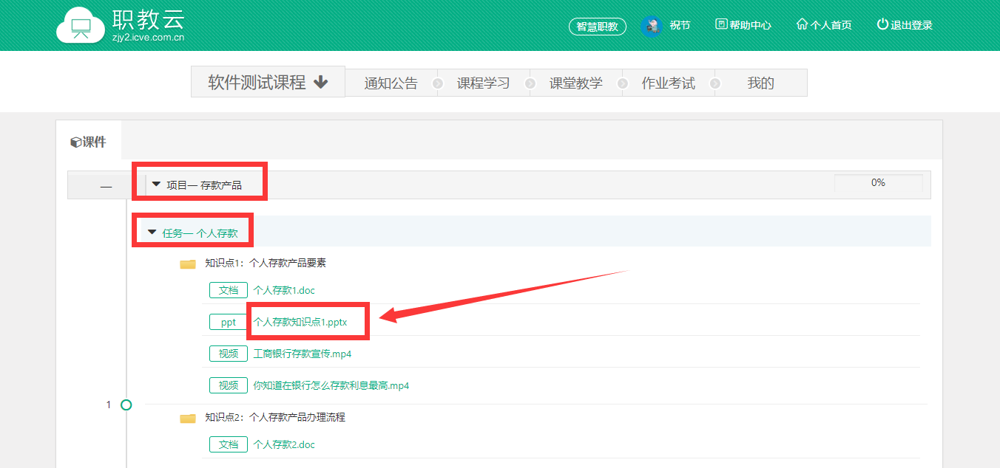 职教云
zjy2.icve.com.cn
智慧职教
祝节
帮助中心
个人首页
退出登录
软件测试课程
通知公告
课程学习
课堂教学
作业考试
我的
课件
一
项目一 存款产品
0%
任务一 个人存款
知识点1：个人存款产品要素
文档 个人存款1.doc
ppt 个人存款知识点1.pptx
视频 工商银行存款宣传.mp4
视频 你知道在银行怎么存款利息最高.mp4
1
知识点2：个人存款产品办理流程
文档 个人存款2.doc